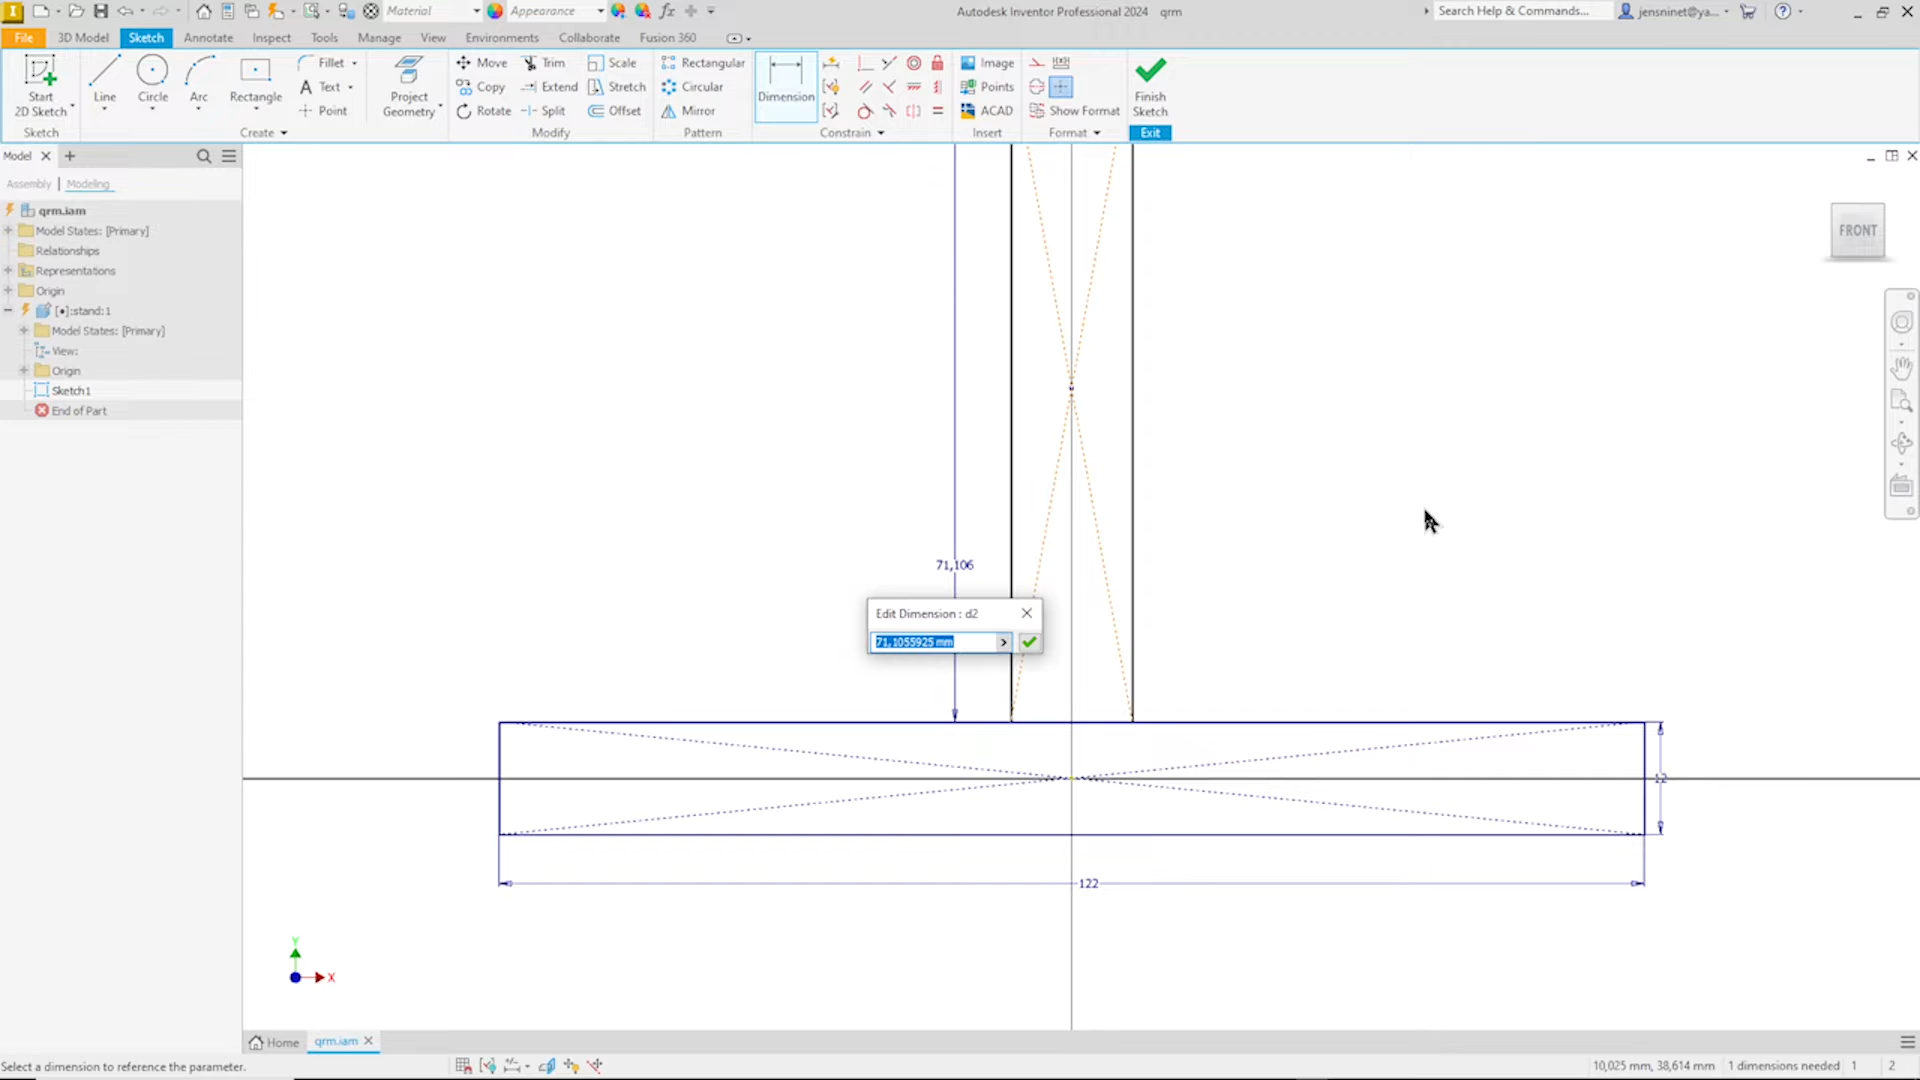 Material
Appearance
Autodesk Inventor Professional 2024 qrm
Search Help & Commands...
jensninet@ya...
File
3D Model
Sketch
Annotate
Inspect
Tools
Manage
View
Environments
Collaborate
Fusion 360
Start
2D Sketch
Line
Circle
Arc
Rectangle
Fillet
Text
Point
Project
Geometry
Move
Copy
Rotate
Trim
Extend
Split
Scale
Stretch
Offset
Rectangular
Circular
Mirror
Dimension
Image
Points
ACAD
Show Format
Finish
Sketch
Sketch
Create
Modify
Pattern
Constrain
Insert
Format
Exit
Model
Assembly | Modeling
qrm.iam
Model States: [Primary]
Relationships
Representations
Origin
[•]:stand:1
Model States: [Primary]
View:
Origin
Sketch1
End of Part
FRONT
71,106
Edit Dimension : d2
71,1055925 mm
12
122
Y
X
Home
qrm.iam
Select a dimension to reference the parameter.
10,025 mm, 38,614 mm
1 dimensions needed
1
2